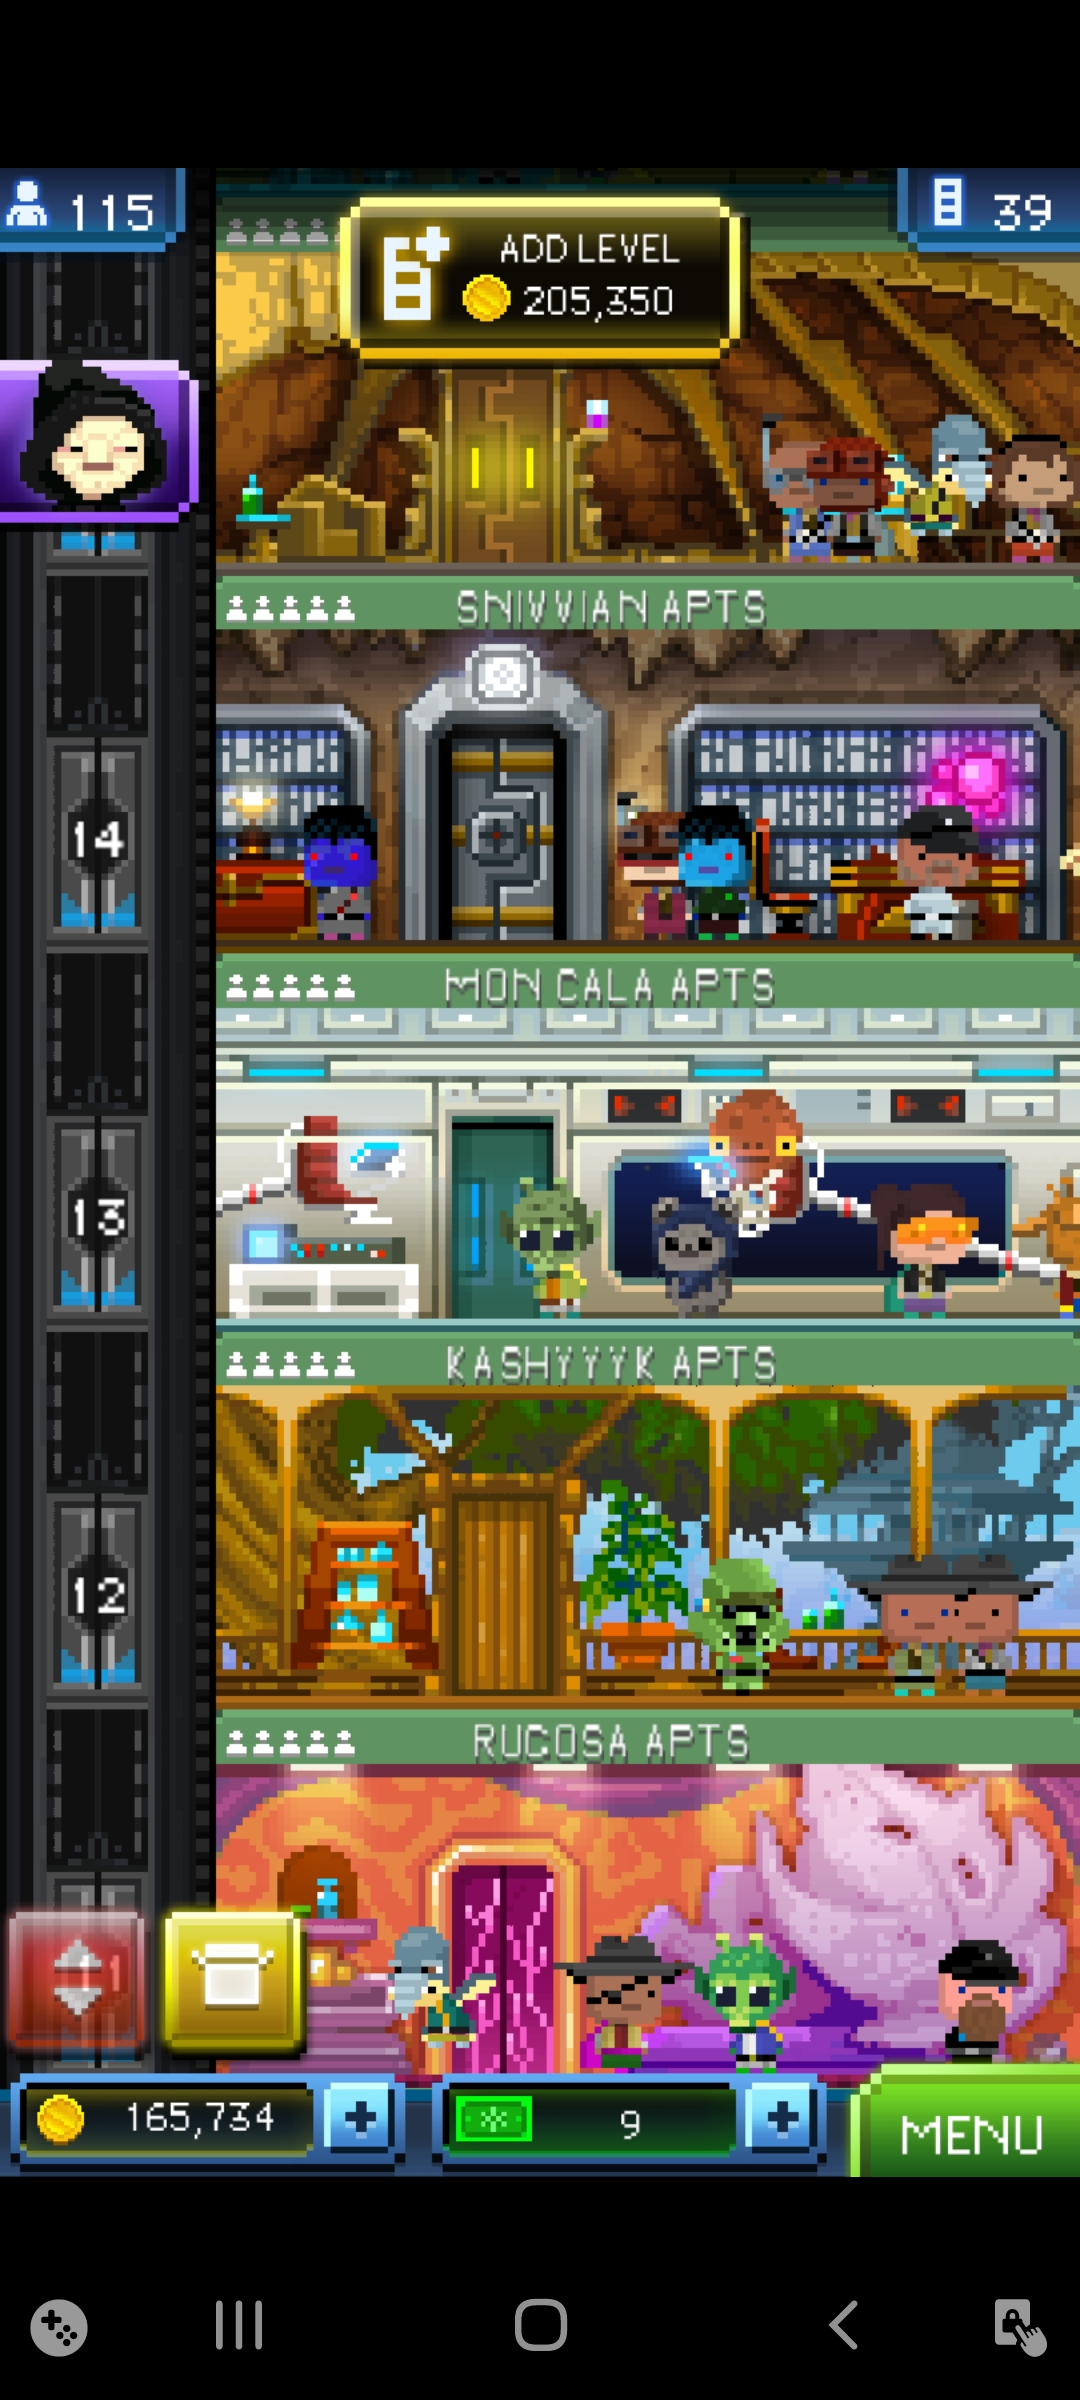 115
39
ADD LEVEL
205,350
SNIVVIAN APTS
14
MON CALA APTS
13
KASHYYYK APTS
12
RUCOSA APTS
1
165,734
9
MENU